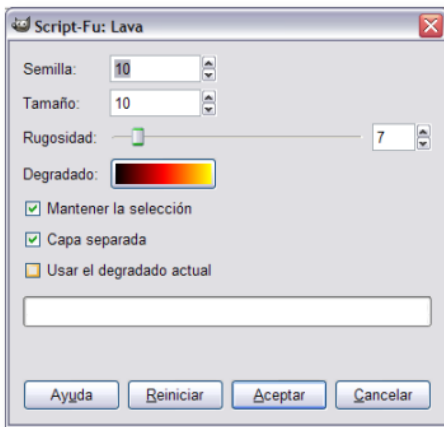 Script-Fu: Lava
Semilla: 10
Tamaño: 10
Rugosidad: 7
Degradado:
Mantener la selección
Capa separada
Usar el degradado actual
Ayuda Reiniciar Aceptar Cancelar